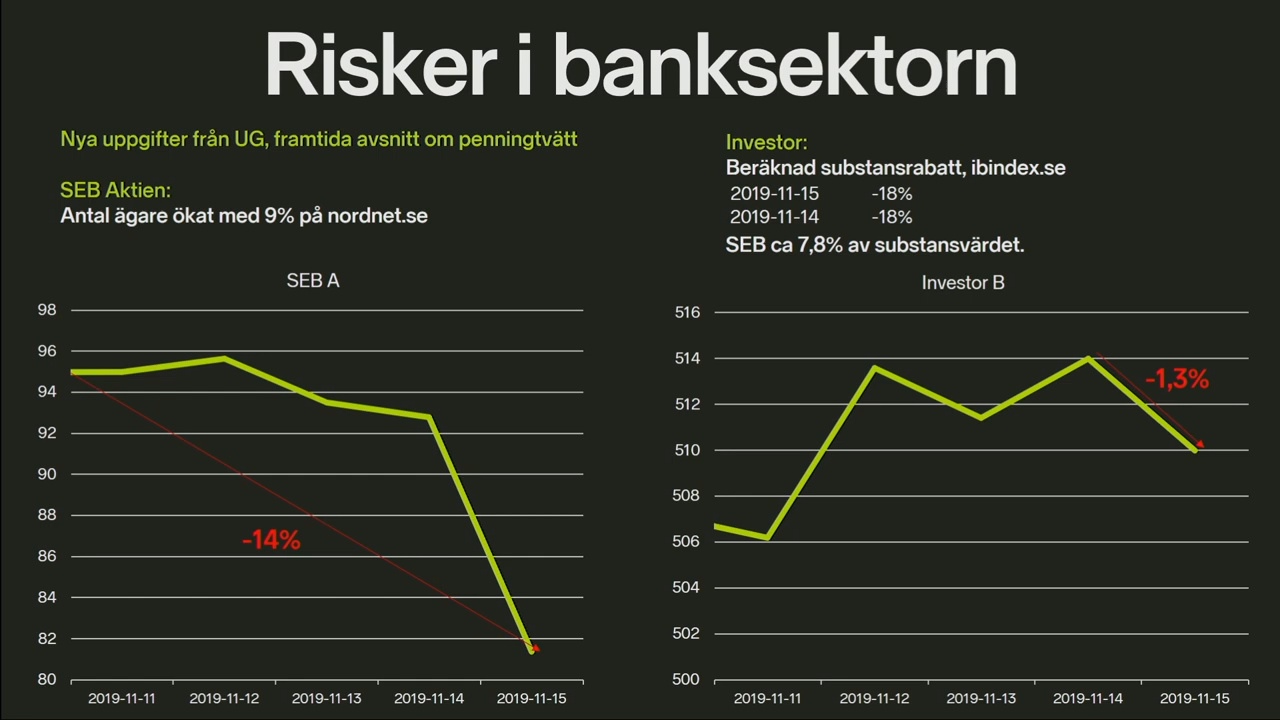 Risker i banksektorn
Nya uppgifter från UG, framtida avsnitt om penningtvätt
SEB Aktien:
Antal ägare ökat med 9% på nordnet.se
Investor:
Beräknad substansrabatt, ibindex.se
2019-11-15 -18%
2019-11-14 -18%
SEB ca 7,8% av substansvärdet.
SEB A
98
96
94
92
90
88
86
84
82
80
-14%
2019-11-11 2019-11-12 2019-11-13 2019-11-14 2019-11-15
Investor B
516
514
512
510
508
506
504
502
500
-1,3%
2019-11-11 2019-11-12 2019-11-13 2019-11-14 2019-11-15